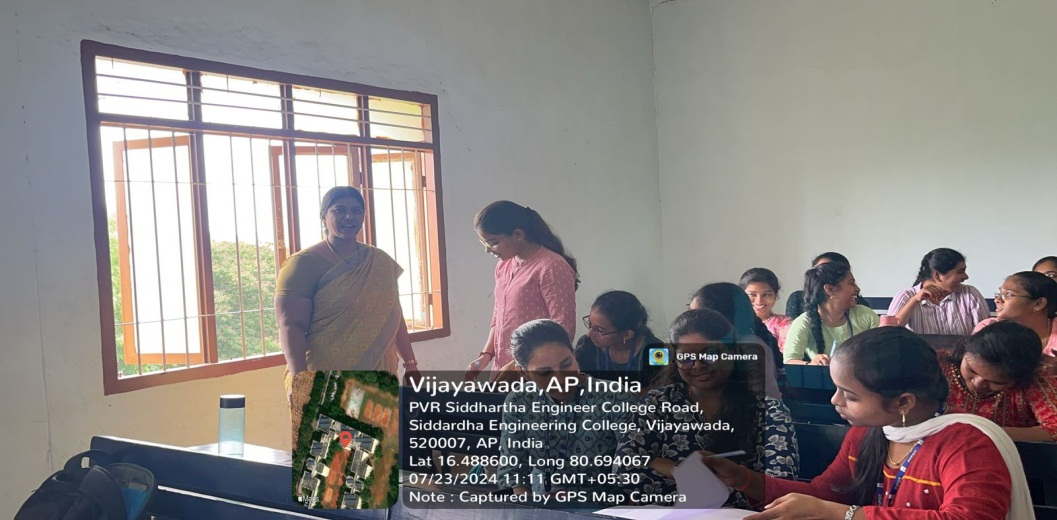 GPS Map Camera
Vijayawada,AP,India
PVR Siddhartha Engineer College Road,
Siddardha Engineering College, Vijayawada,
520007, AP, India
Lat 16.488600, Long 80.694067
07/23/2024 11:11 GMT+05:30
Note : Captured by GPS Map Camera
Maps